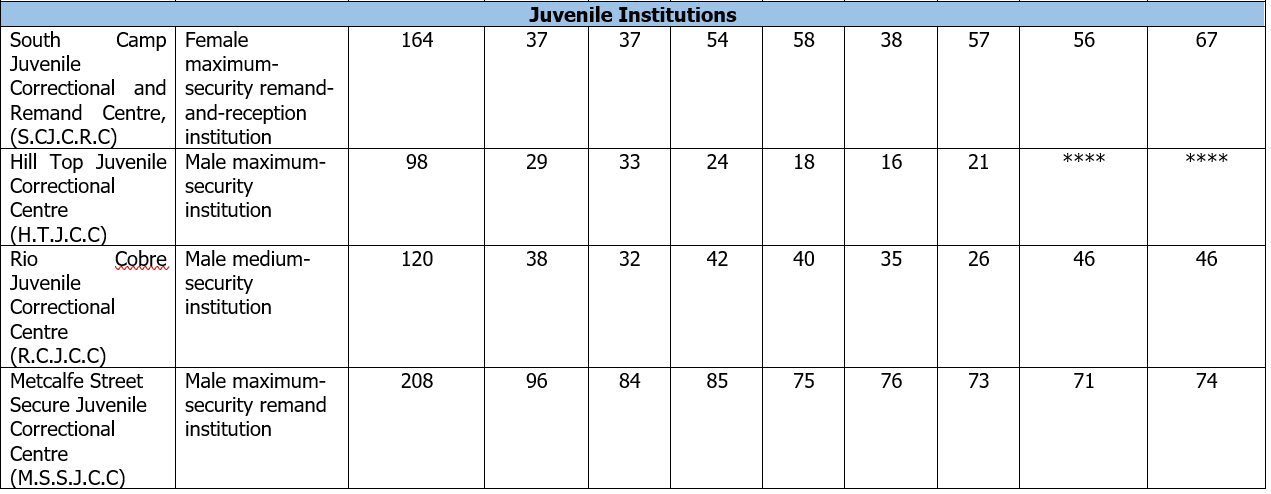 Juvenile Institutions
South Camp
Juvenile
Correctional and
Remand Centre,
(S.CJ.C.R.C)
Female
maximum-
security remand-
and-reception
institution
164
37
37
54
58
38
57
56
67
Hill Top Juvenile
Correctional
Centre
(H.T.J.C.C)
Male maximum-
security
institution
98
29
33
24
18
16
21
****
****
Rio Cobre
Juvenile
Correctional
Centre
(R.C.J.C.C)
Male medium-
security
institution
120
38
32
42
40
35
26
46
46
Metcalfe Street
Secure Juvenile
Correctional
Centre
(M.S.S.J.C.C)
Male maximum-
security remand
institution
208
96
84
85
75
76
73
71
74